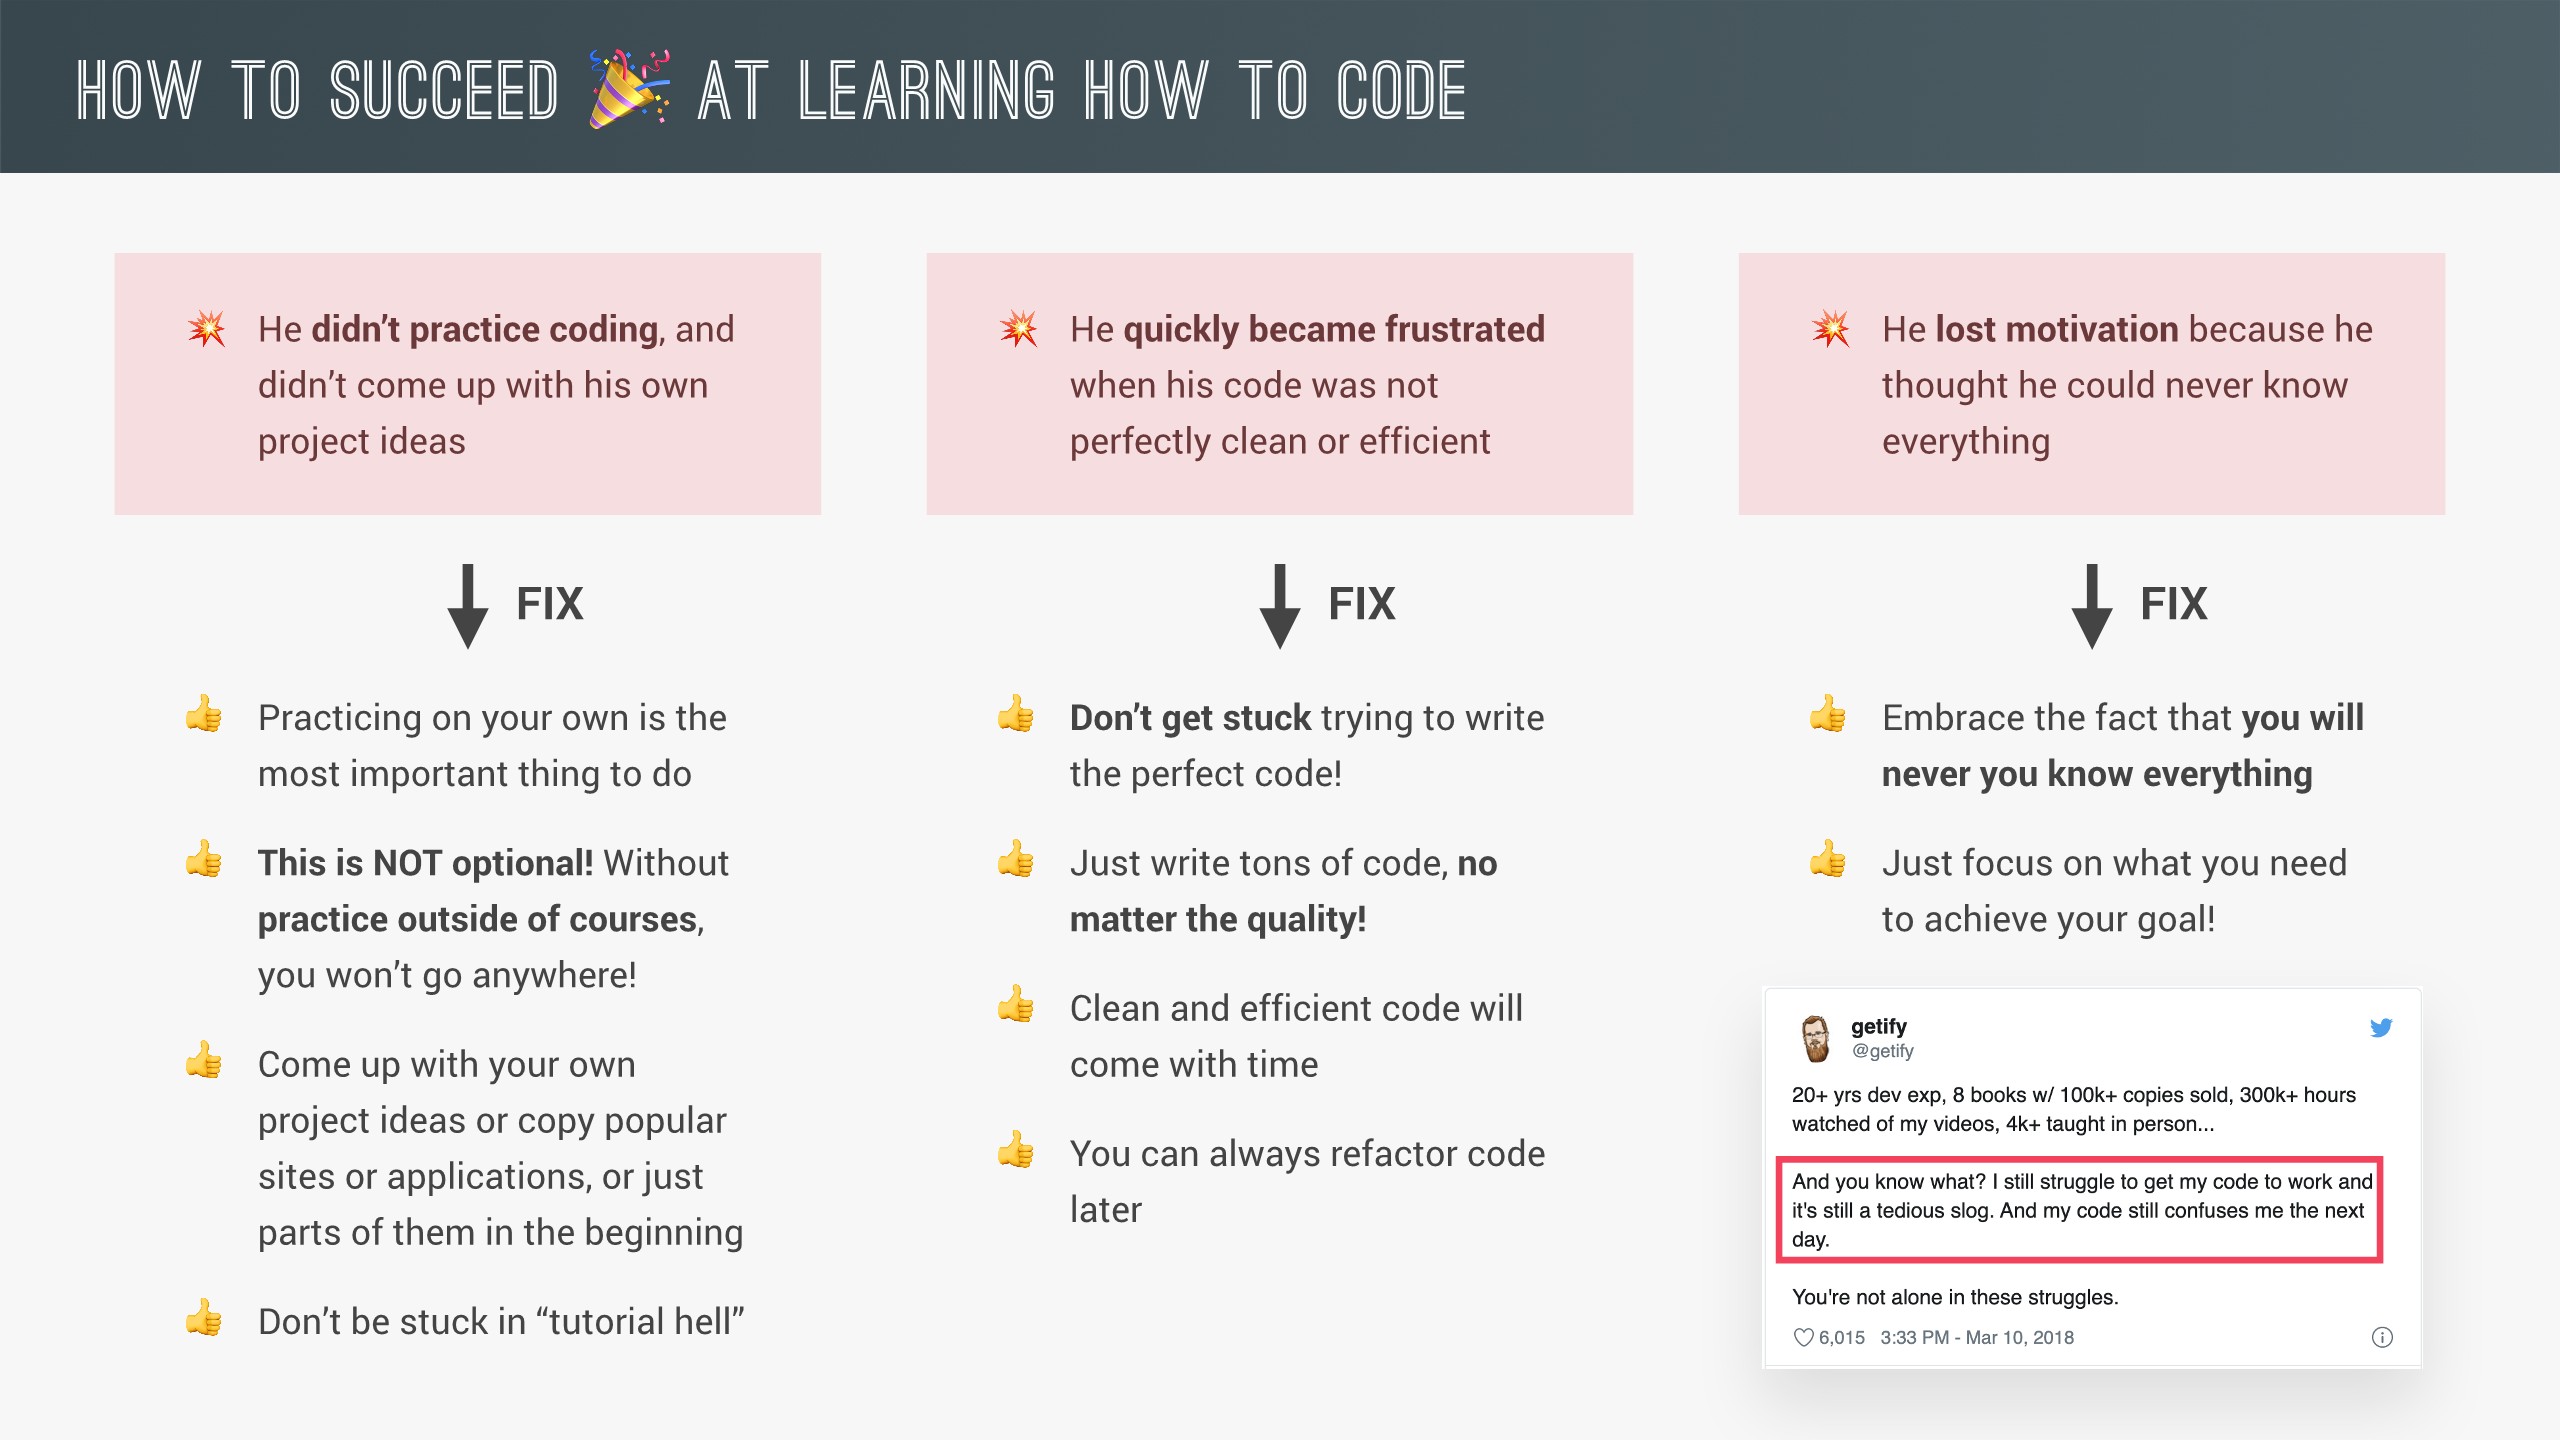 HOW TO SUCCEED 🎉 AT LEARNING HOW TO CODE
💥 He didn’t practice coding, and
didn’t come up with his own
project ideas
FIX
👍 Practicing on your own is the
most important thing to do
👍 This is NOT optional! Without
practice outside of courses,
you won’t go anywhere!
👍 Come up with your own
project ideas or copy popular
sites or applications, or just
parts of them in the beginning
👍 Don’t be stuck in “tutorial hell”
💥 He quickly became frustrated
when his code was not
perfectly clean or efficient
FIX
👍 Don’t get stuck trying to write
the perfect code!
👍 Just write tons of code, no
matter the quality!
👍 Clean and efficient code will
come with time
👍 You can always refactor code
later
💥 He lost motivation because he
thought he could never know
everything
FIX
👍 Embrace the fact that you will
never you know everything
👍 Just focus on what you need
to achieve your goal!
getify
@getify
20+ yrs dev exp, 8 books w/ 100k+ copies sold, 300k+ hours
watched of my videos, 4k+ taught in person...
And you know what? I still struggle to get my code to work and
it's still a tedious slog. And my code still confuses me the next
day.
You're not alone in these struggles.
6,015 3:33 PM - Mar 10, 2018